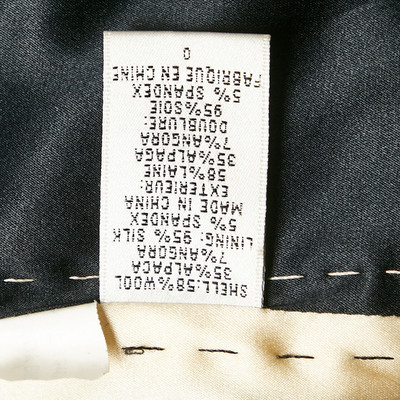 SHELL:58%WOOL
35%ALPACA
7%ANGORA
LINING: 95% SILK
5% SPANDEX
MADE IN CHINA
EXTERIEUR:
58%LAINE
35%ALPAGA
7%ANGORA
DOUBLURE:
95%SOIE
5% SPANDEX
FABRIQUE EN CHINE
0